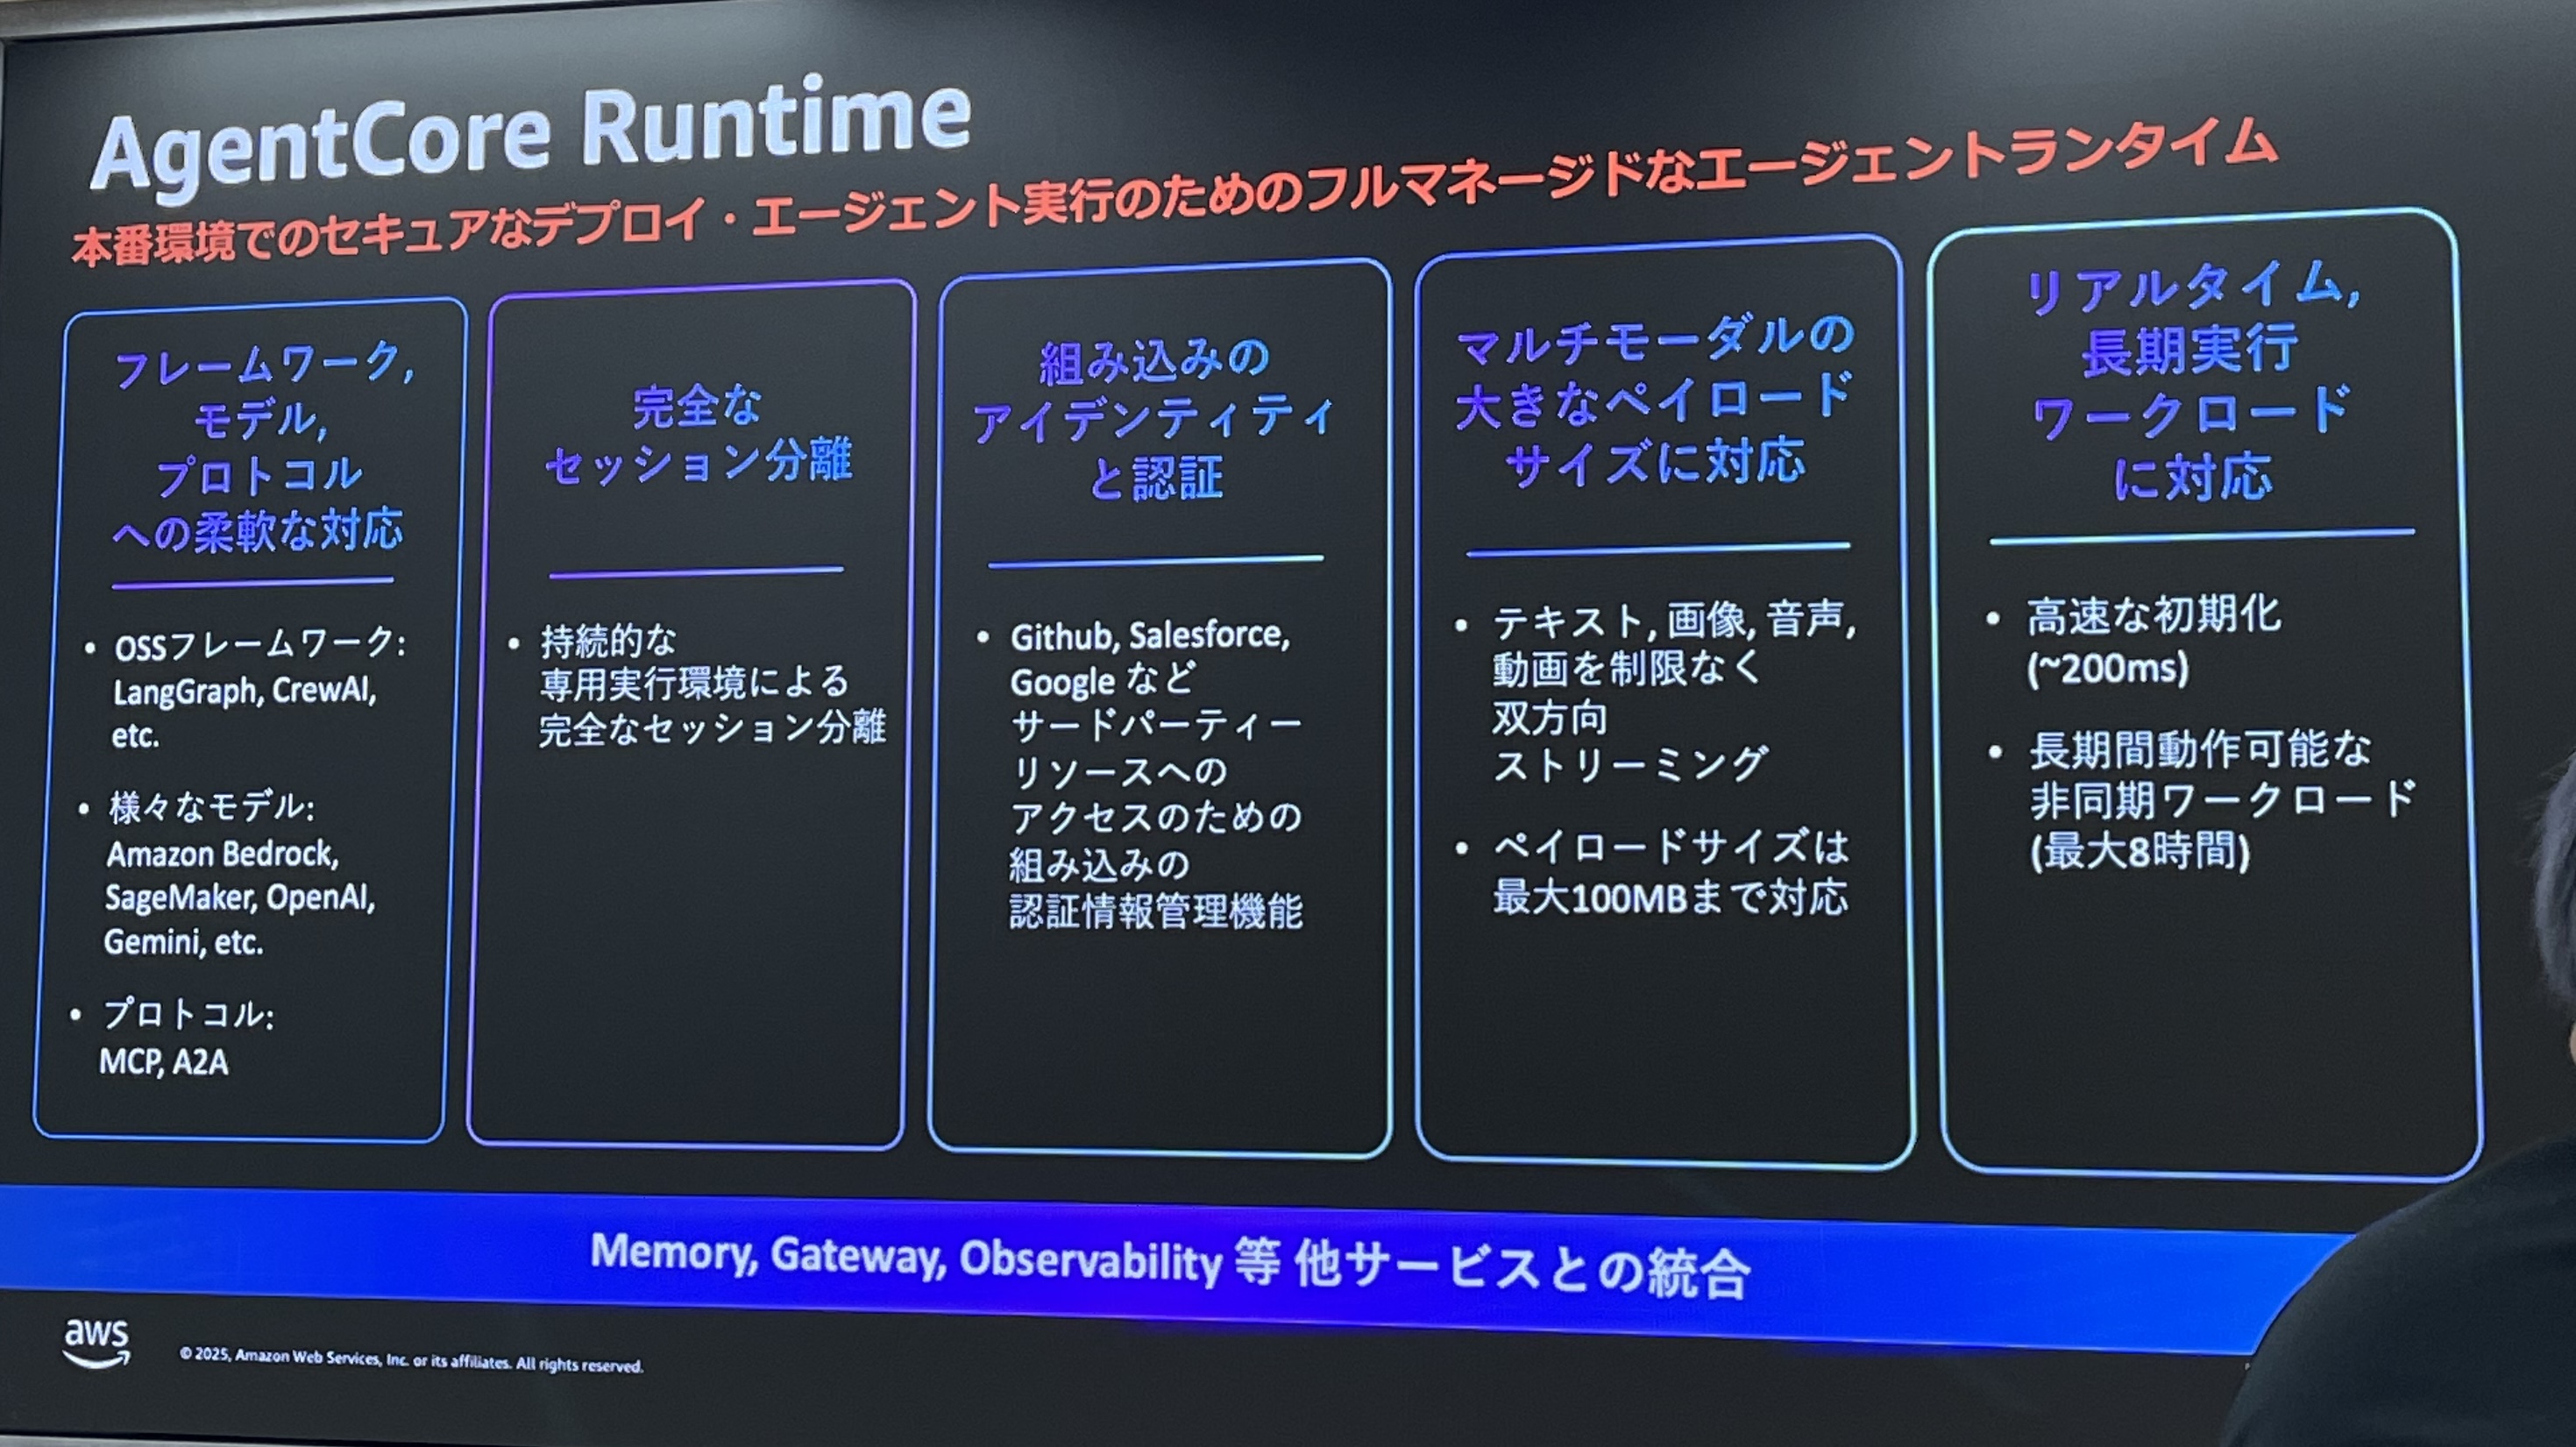 AgentCore Runtime
本番環境でのセキュアなデプロイ・エージェント実行のためのフルマネージドなエージェントランタイム
フレームワーク,
モデル,
プロトコル
への柔軟な対応
• OSSフレームワーク:
LangGraph, CrewAI,
etc.
• 様々なモデル:
Amazon Bedrock,
SageMaker, OpenAI,
Gemini, etc.
• プロトコル:
MCP, A2A
完全な
セッション分離
• 持続的な
専用実行環境による
完全なセッション分離
組み込みの
アイデンティティ
と認証
• Github, Salesforce,
Google など
サードパーティー
リソースへの
アクセスのための
組み込みの
認証情報管理機能
マルチモーダルの
大きなペイロード
サイズに対応
• テキスト, 画像, 音声,
動画を制限なく
双方向
ストリーミング
• ペイロードサイズは
最大100MBまで対応
リアルタイム,
長期実行
ワークロード
に対応
• 高速な初期化
(~200ms)
• 長期間動作可能な
非同期ワークロード
(最大8時間)
Memory, Gateway, Observability 等 他サービスとの統合
aws
© 2025, Amazon Web Services, Inc. or its affiliates. All rights reserved.